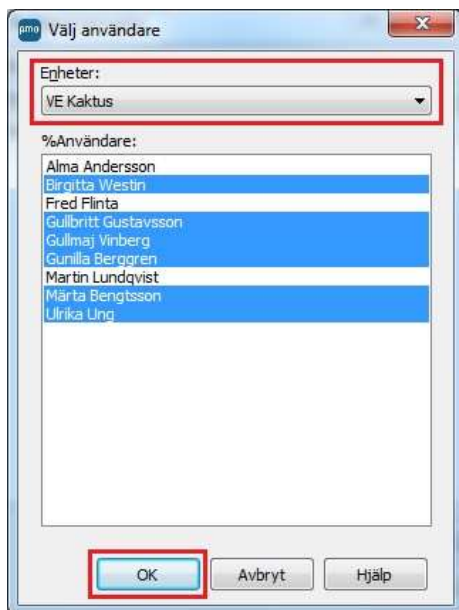 pmo Välj användare
Enheter:
VE Kaktus
%Användare:
Alma Andersson
Birgitta Westin
Fred Flinta
Gullbritt Gustavsson
Gullmaj Vinberg
Gunilla Berggren
Martin Lundqvist
Märta Bengtsson
Ulrika Ung
OK Avbryt Hjälp